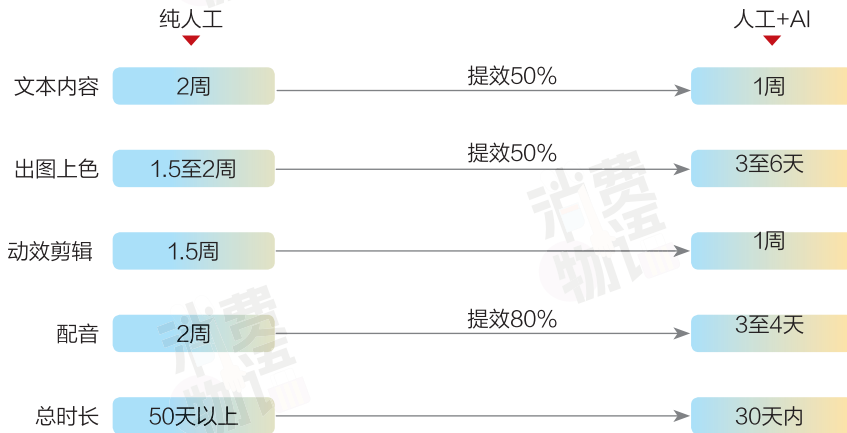 纯人工 人工+AI
文本内容 2周 提效50% 1周
出图上色 1.5至2周 提效50% 3至6天
动效剪辑 1.5周 1周
配音 2周 提效80% 3至4天
总时长 50天以上 30天内
消费